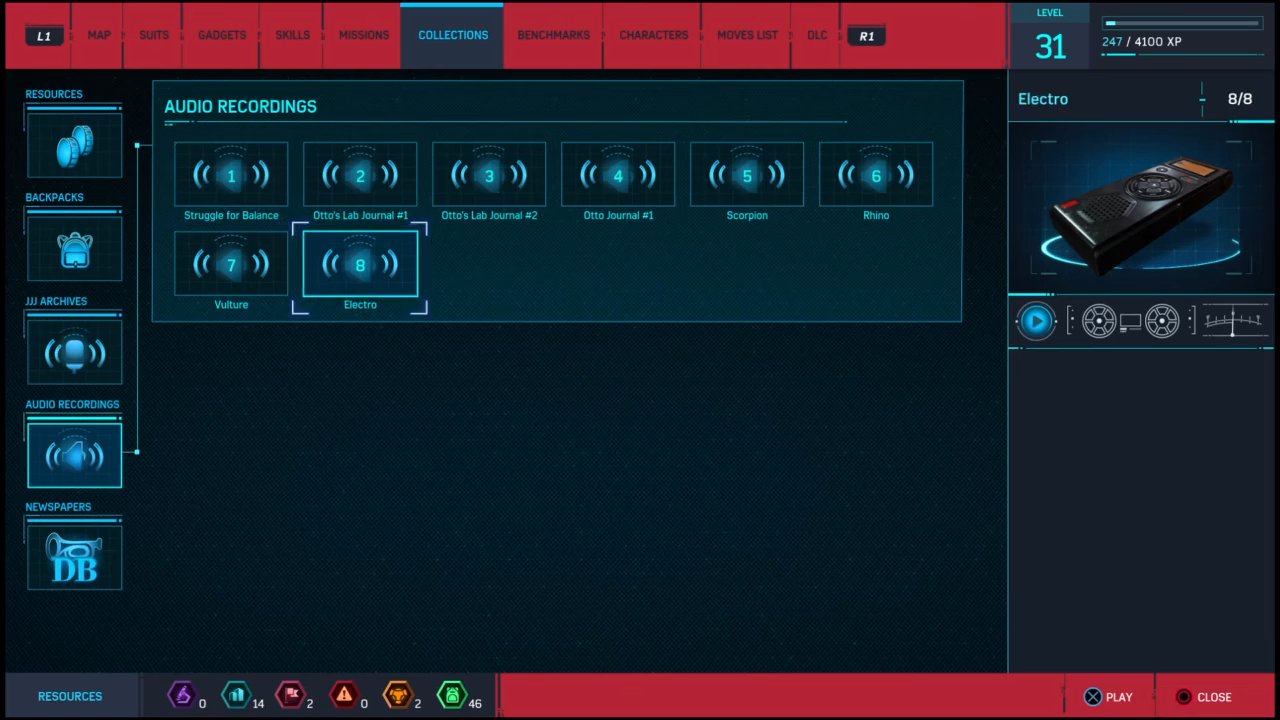 L1 MAP SUITS GADGETS SKILLS MISSIONS COLLECTIONS BENCHMARKS CHARACTERS MOVES LIST DLC R1
LEVEL
31
247 / 4100 XP
RESOURCES
BACKPACKS
JJJ ARCHIVES
AUDIO RECORDINGS
NEWSPAPERS
DB
AUDIO RECORDINGS
1 2 3 4 5 6
Struggle for Balance Otto's Lab Journal #1 Otto's Lab Journal #2 Otto Journal #1 Scorpion Rhino
7 8
Vulture Electro
Electro 8/8
RESOURCES 0 14 2 0 2 46
PLAY CLOSE